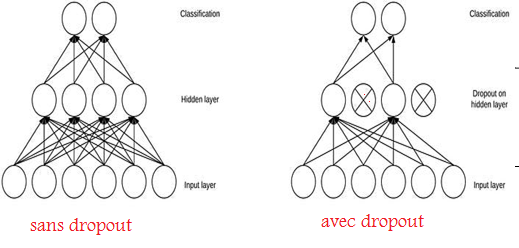 Classification
Hidden layer
Input layer
sans dropout
Classification
Dropout on
hidden layer
Input layer
avec dropout